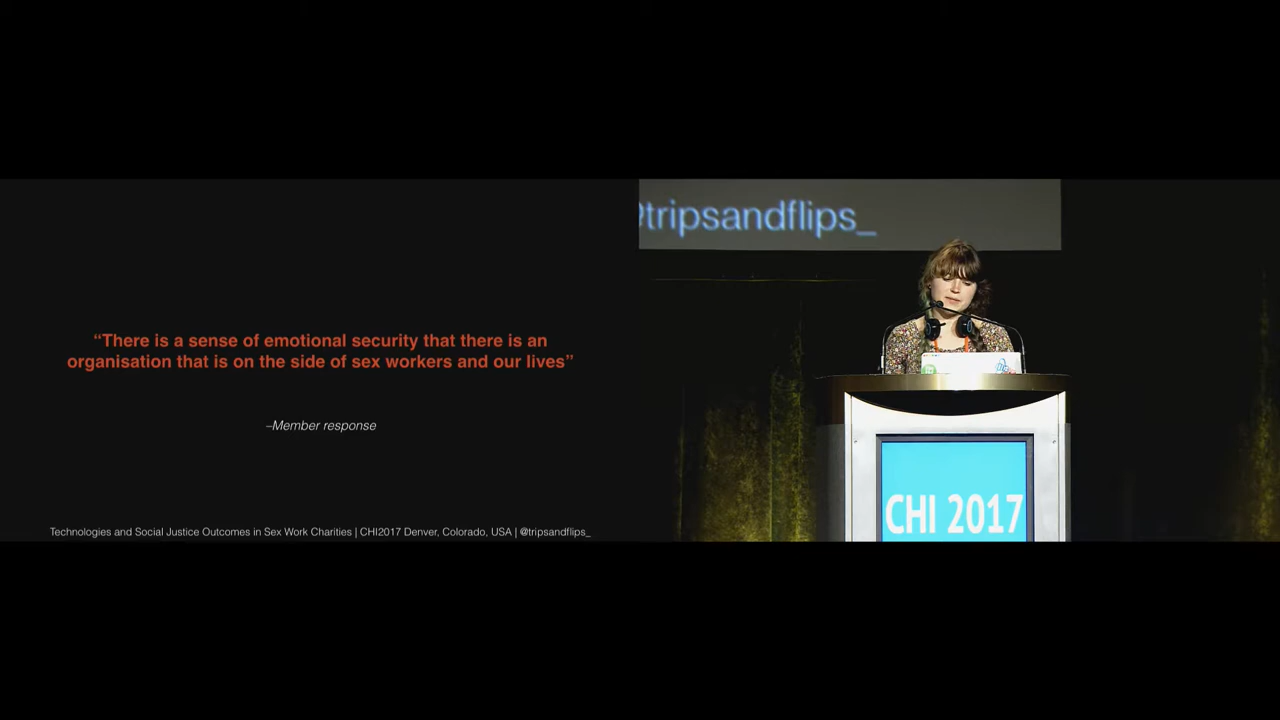 “There is a sense of emotional security that there is an
organisation that is on the side of sex workers and our lives”
–Member response
Technologies and Social Justice Outcomes in Sex Work Charities | CHI2017 Denver, Colorado, USA | @tripsandflips_
@tripsandflips_
CHI 2017